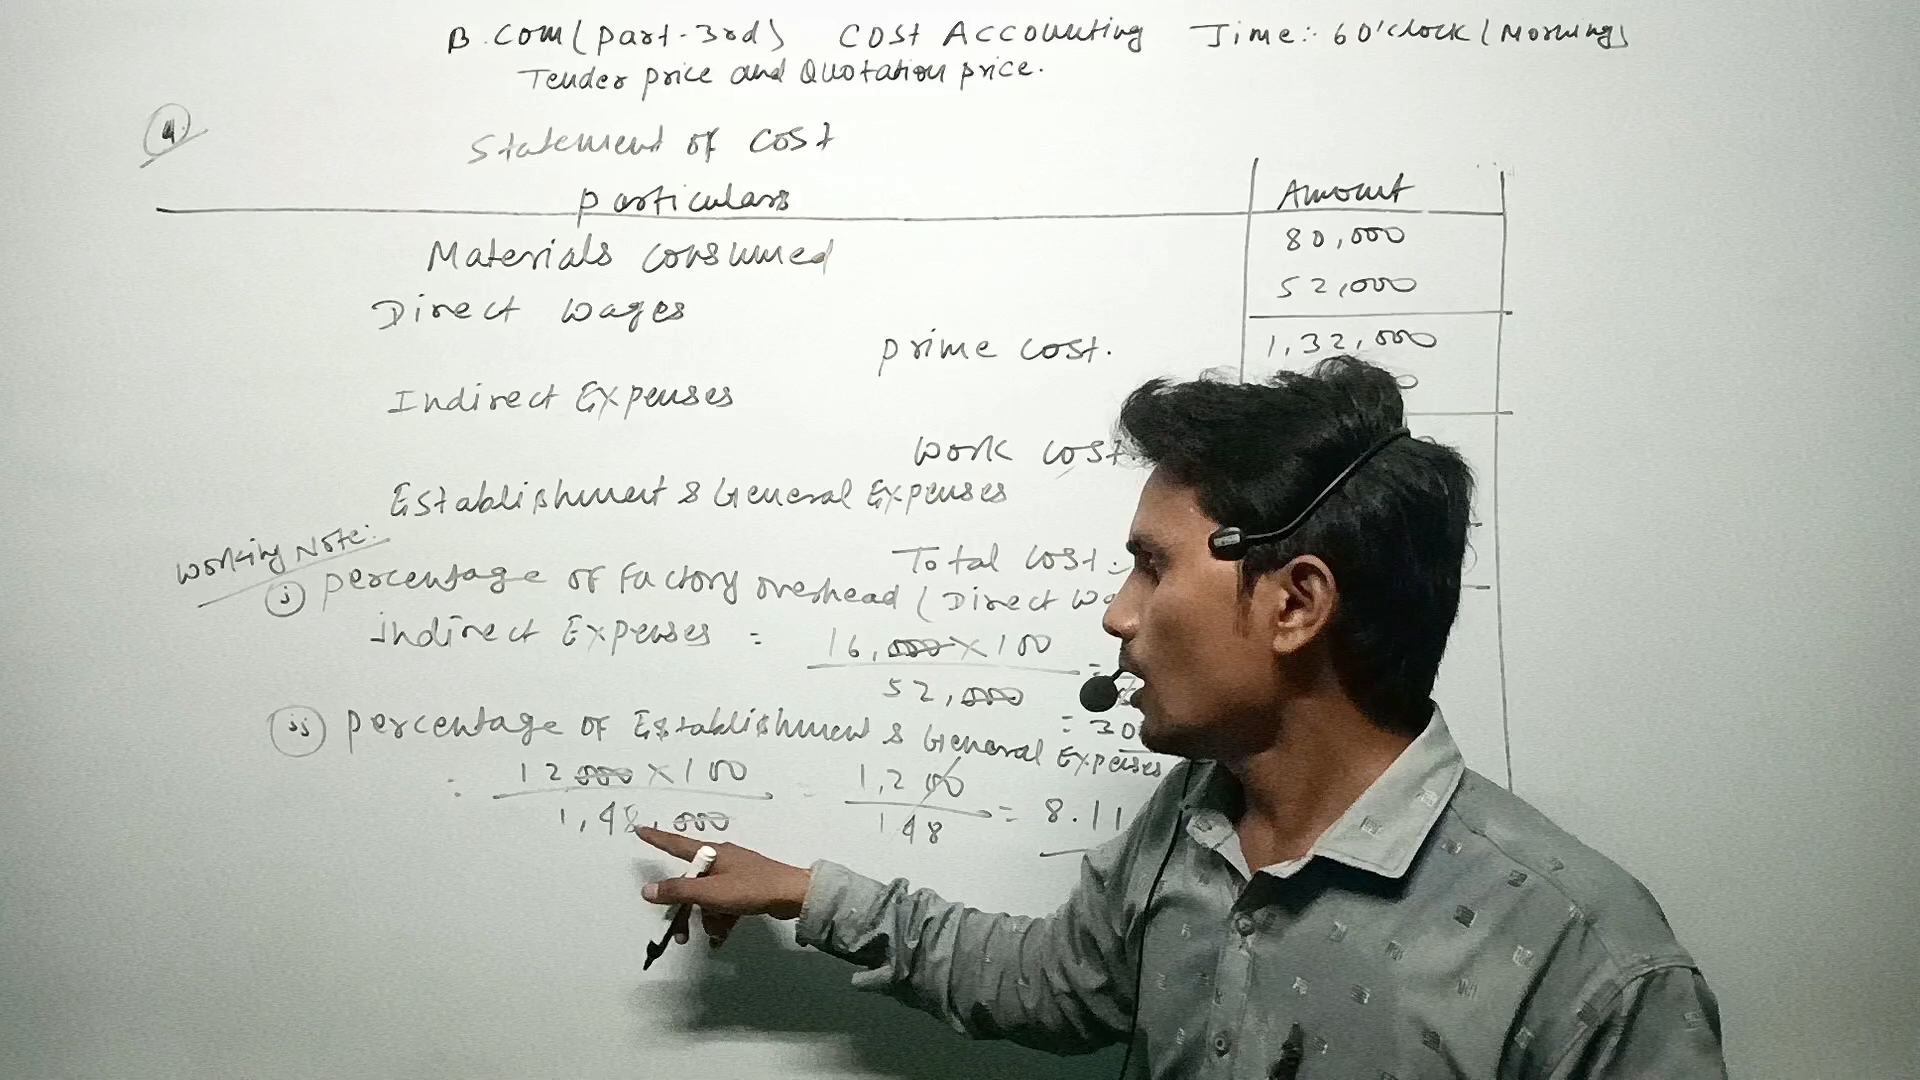 B.COM (Part-3rd) COST ACCOUNTING Time:- 6 O'clock (Morning)
Tender price and Quotation price.
4
Statement of Cost
Particulars Amount
Materials consumed 80,000
Direct Wages 52,000
Prime cost. 1,32,000
Indirect Expenses
Work cost.
Establishment & General Expenses
Total cost.
Working Note:
i) Percentage of Factory overhead (Direct
Indirect Expenses = 16,000 × 100 =
52,000
= 30
ii) Percentage of Establishment & General Expenses
= 12000 × 100 = 1,200 = 8.11
1,48,000 148